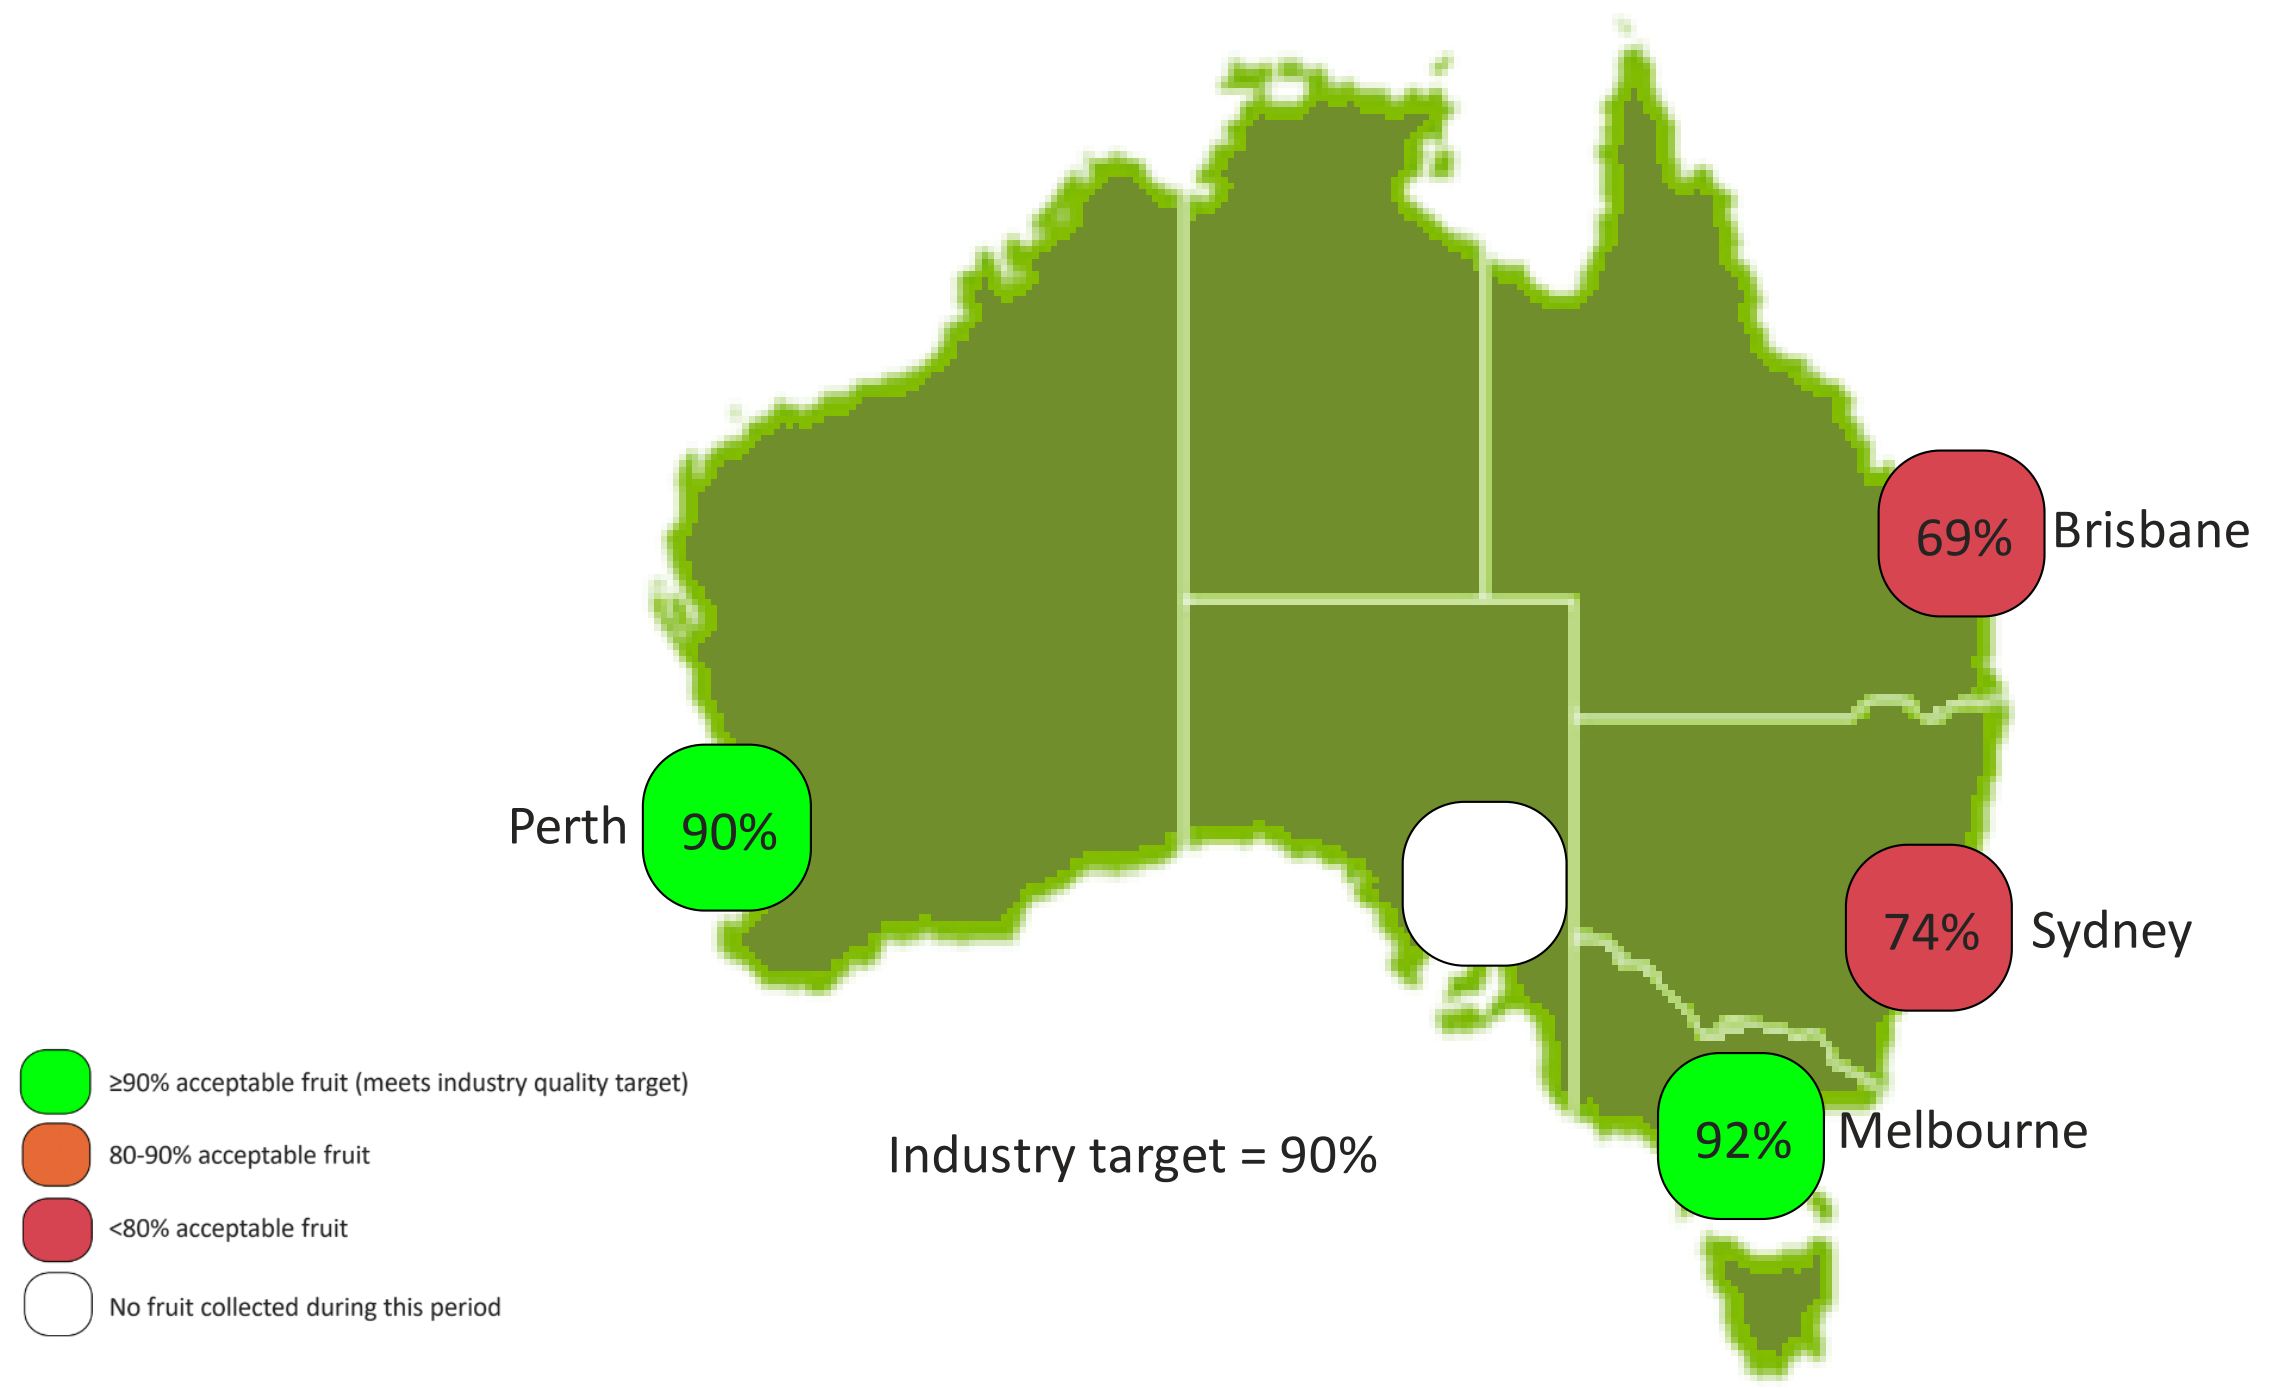 69%
Brisbane
Perth
90%
74%
Sydney
≥90% acceptable fruit (meets industry quality target)
80-90% acceptable fruit
<80% acceptable fruit
No fruit collected during this period
Industry target = 90%
92%
Melbourne